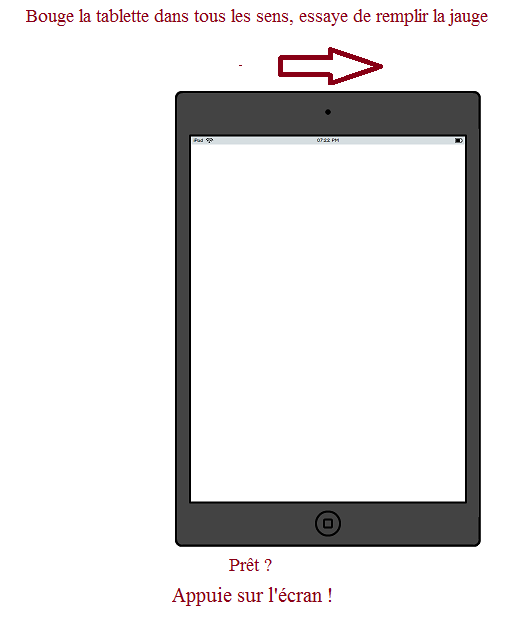 Bouge la tablette dans tous les sens, essaye de remplir la jauge
-
iPad 07:22 PM
Prêt ?
Appuie sur l'écran !